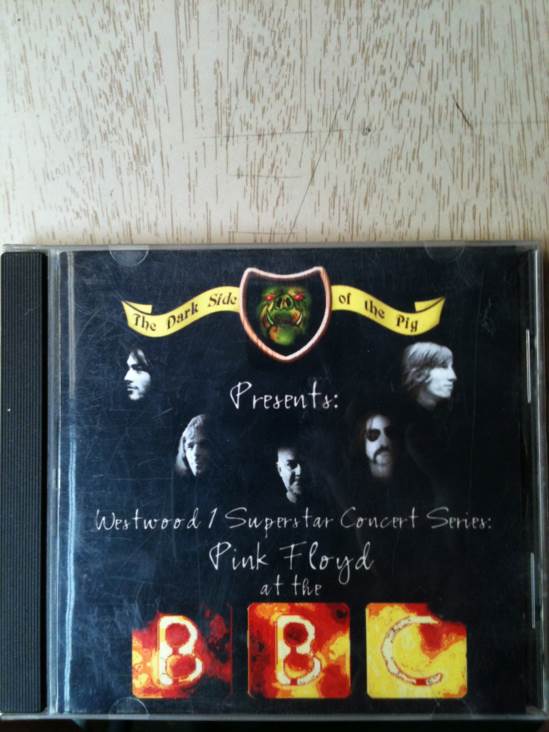 The Dark Side of the Pig
Presents:
Westwood 1 Superstar Concert Series:
Pink Floyd
at the
BBC